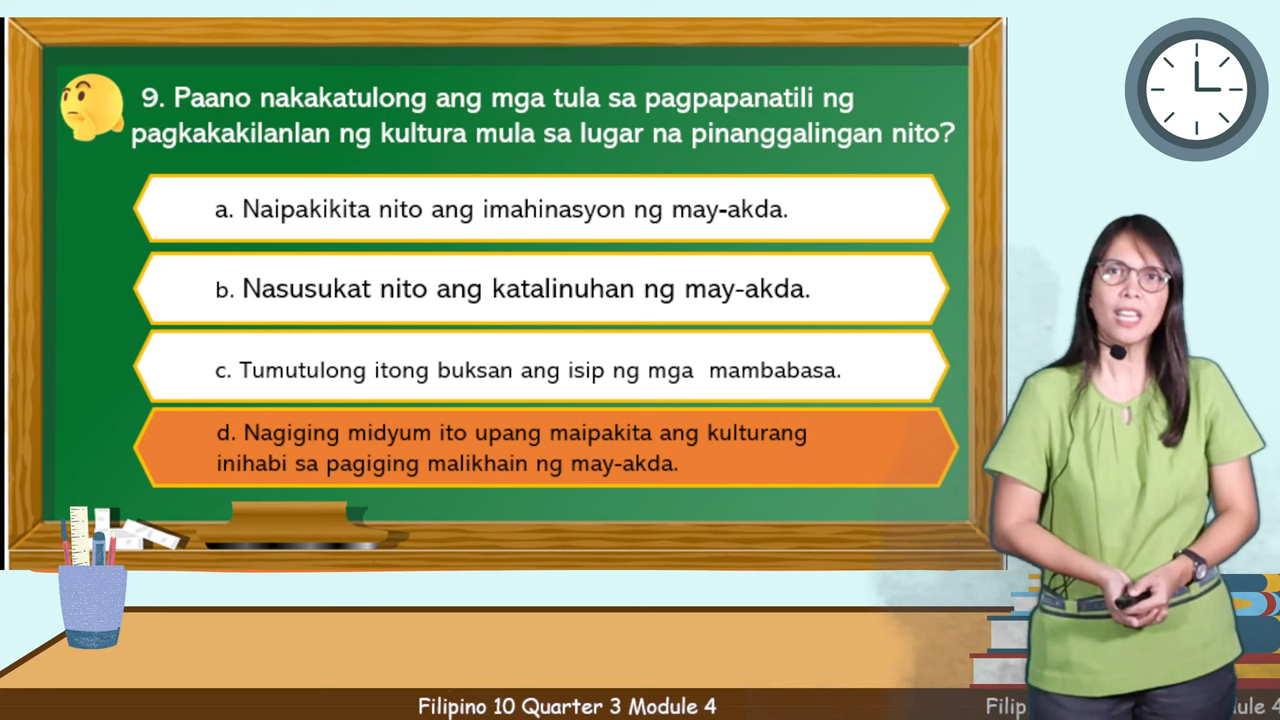 9. Paano nakakatulong ang mga tula sa pagpapanatili ng
pagkakakilanlan ng kultura mula sa lugar na pinanggalingan nito?
a. Naipakikita nito ang imahinasyon ng may-akda.
b. Nasusukat nito ang katalinuhan ng may-akda.
c. Tumutulong itong buksan ang isip ng mga mambabasa.
d. Nagiging midyum ito upang maipakita ang kulturang
inihabi sa pagiging malikhain ng may-akda.
Filipino 10 Quarter 3 Module 4
Filip
ule 4